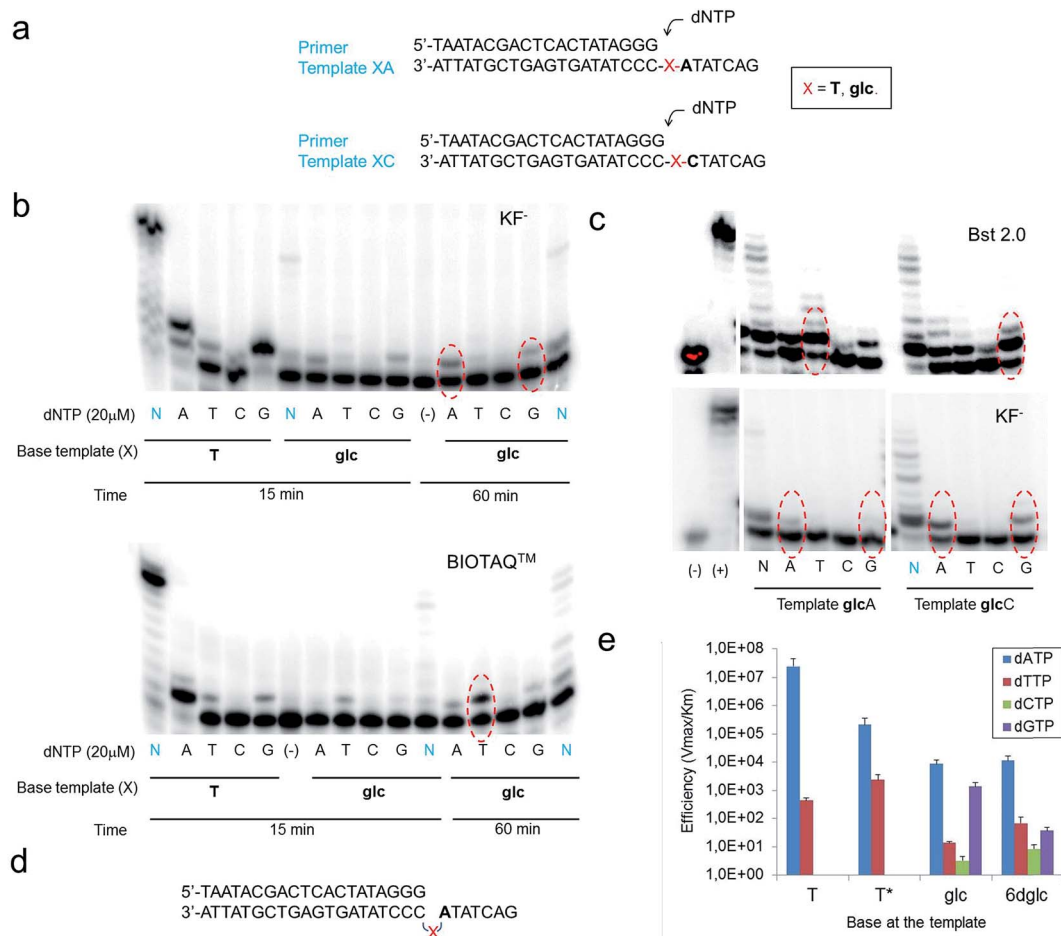 a
dNTP
Primer 5'-TAATACGACTCACTATAGGG
Template XA 3'-ATTATGCTGAGTGATATCCC-X-ATATCAG
X = T, glc.
dNTP
Primer 5'-TAATACGACTCACTATAGGG
Template XC 3'-ATTATGCTGAGTGATATCCC-X-CTATCAG
b
KF-
dNTP (20µM) N A T C G N A T C G (-) A T C G N
Base template (X) T glc glc
Time 15 min 60 min
BIOTAQ™
dNTP (20µM) N A T C G (-) A T C G N A T C G N
Base template (X) T glc glc
Time 15 min 60 min
c
Bst 2.0
KF-
(-) (+) N A T C G N A T C G
Template glcA Template glcC
d
5'-TAATACGACTCACTATAGGG
3'-ATTATGCTGAGTGATATCCC ATATCAG
X
e
1,0E+08
1,0E+07
1,0E+06
1,0E+05
1,0E+04
1,0E+03
1,0E+02
1,0E+01
1,0E+00
Efficiency (Vmax/Km)
dATP
dTTP
dCTP
dGTP
T T* glc 6dglc
Base at the template